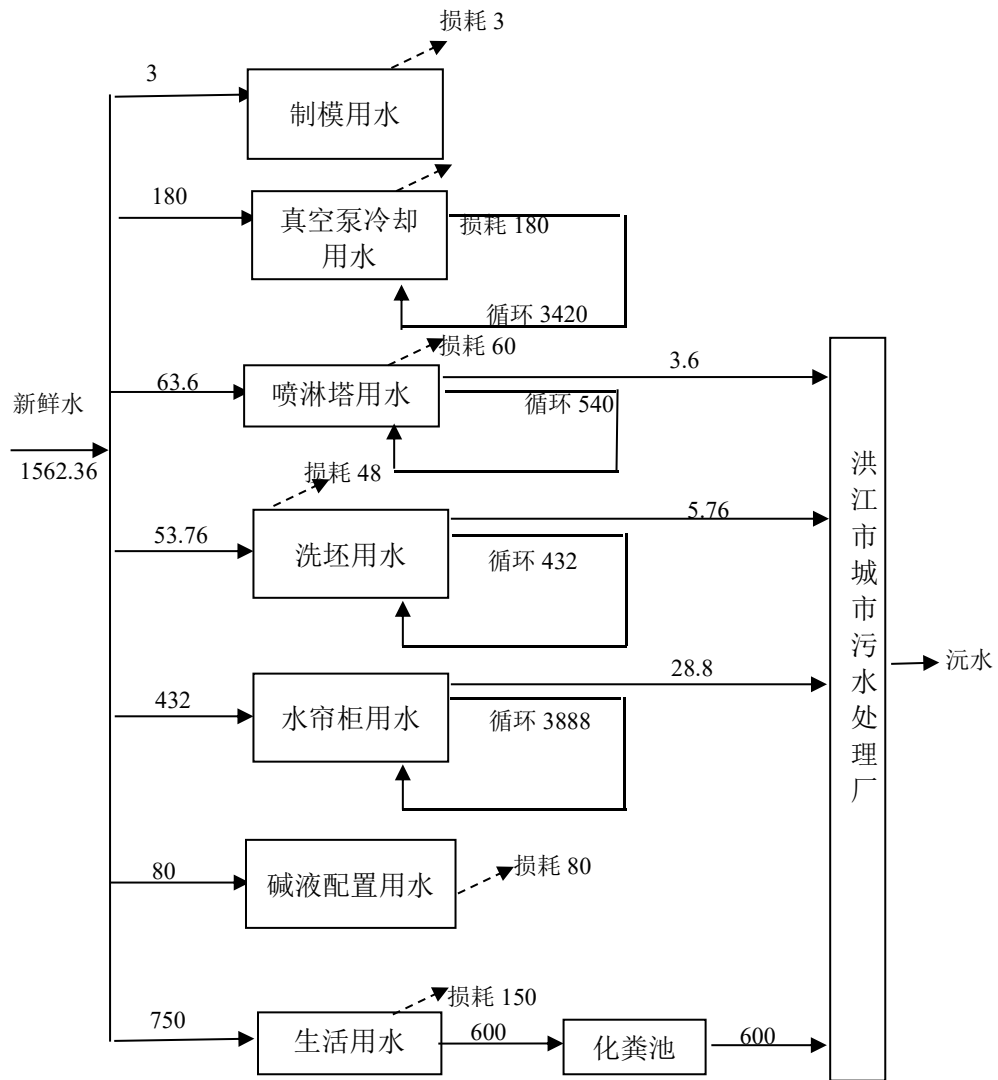 损耗 3
3
制模用水
180
真空泵冷却
用水
损耗 180
循环 3420
损耗 60
63.6
喷淋塔用水
3.6
循环 540
新鲜水
1562.36
损耗 48
53.76
洗坯用水
5.76
循环 432
432
水帘柜用水
28.8
循环 3888
洪江市城市污水处理厂
沅水
80
碱液配置用水
损耗 80
750
生活用水
损耗 150
600
化粪池
600